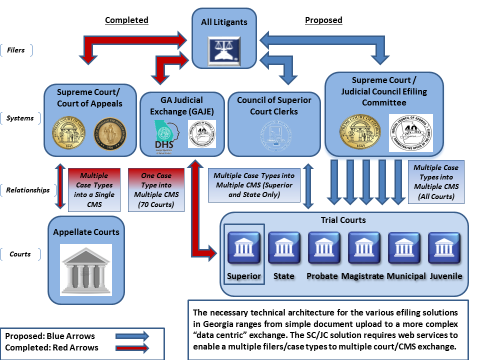 Completed
All Litigants
Proposed
Filers
Supreme Court/
Court of Appeals
GA Judicial
Exchange (GAJE)
DHS
Council of Superior
Court Clerks
Supreme Court /
Judicial Council Efiling
Committee
Systems
Relationships
Multiple
Case Types
into a Single
CMS
One Case
Type into
Multiple CMS
(70 Courts)
Multiple Case Types into
Multiple CMS (Superior
and State Only)
Multiple Case
Types into
Multiple CMS
(All Courts)
Courts
Appellate Courts
Trial Courts
Superior
State
Probate
Magistrate
Municipal
Juvenile
Proposed: Blue Arrows
Completed: Red Arrows
The necessary technical architecture for the various efiling solutions
in Georgia ranges from simple document upload to a more complex
“data centric” exchange. The SC/JC solution requires web services to
enable a multiple filers/case types to multiple court/CMS exchange.